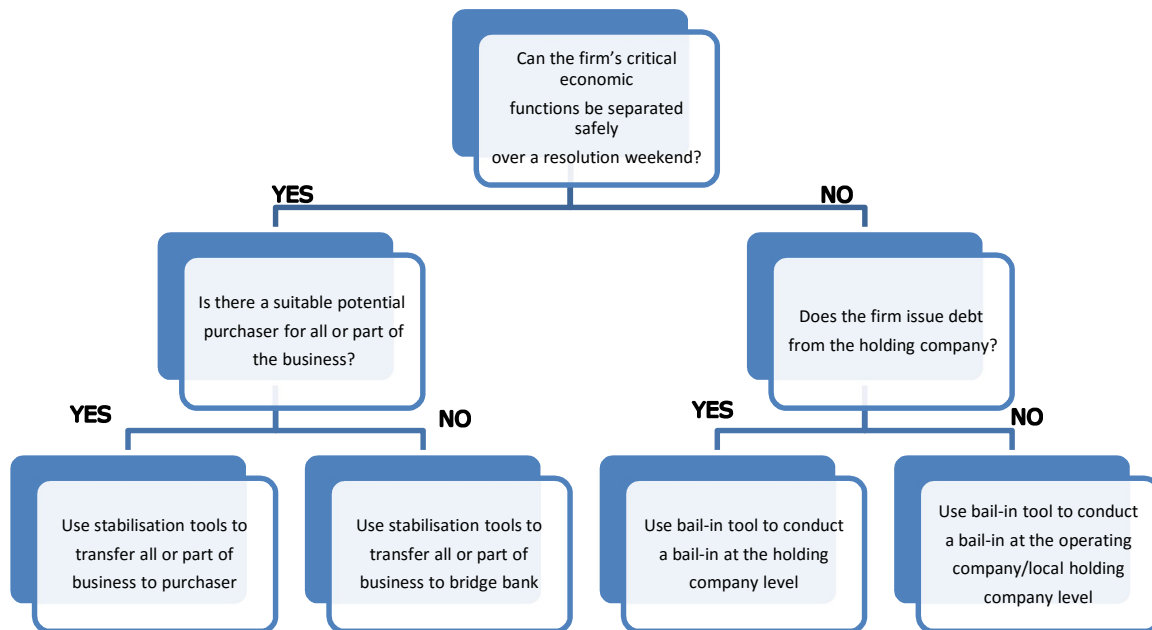 Can the firm's critical
economic
functions be separated
safely
over a resolution weekend?
YES
NO
Is there a suitable potential
purchaser for all or part of
the business?
Does the firm issue debt
from the holding company?
YES
NO
YES
NO
Use stabilisation tools to
transfer all or part of
business to purchaser
Use stabilisation tools to
transfer all or part of
business to bridge bank
Use bail-in tool to conduct
a bail-in at the holding
company level
Use bail-in tool to conduct
a bail-in at the operating
company/local holding
company level